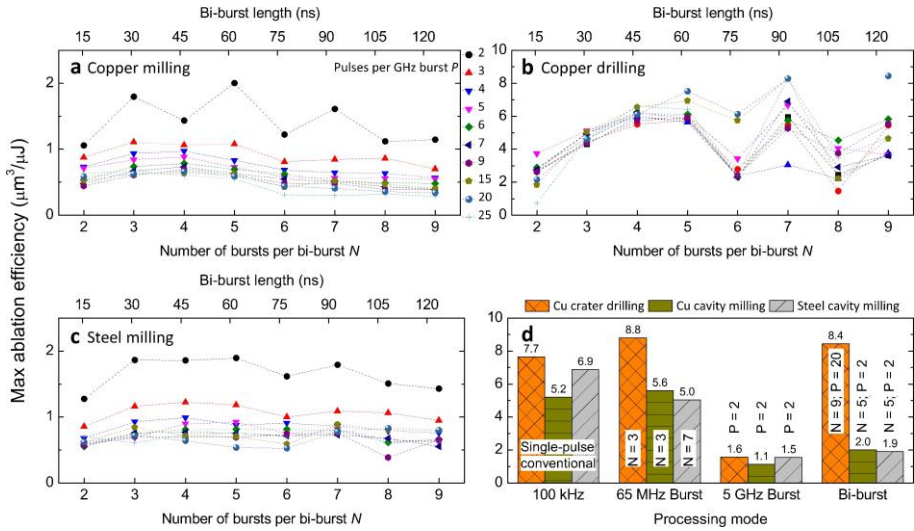 Max ablation efficiency (μm³/μJ)
Bi-burst length (ns)
15 30 45 60 75 90 105 120
a Copper milling
Pulses per GHz burst P
2
3
4
5
6
7
9
15
20
25
2
1
0
2 3 4 5 6 7 8 9
Number of bursts per bi-burst N
Bi-burst length (ns)
15 30 45 60 75 90 105 120
b Copper drilling
8
6
4
2
0
2 3 4 5 6 7 8 9
Number of bursts per bi-burst N
Bi-burst length (ns)
15 30 45 60 75 90 105 120
c Steel milling
3
2
1
0
2 3 4 5 6 7 8 9
Number of bursts per bi-burst N
Cu crater drilling Cu cavity milling Steel cavity milling
d
10
8
6
4
2
0
7.7
5.2
6.9
Single-pulse
conventional
8.8
5.6
5.0
N = 3
N = 3
N = 7
1.6
1.1
1.5
P = 2
P = 2
P = 2
8.4
2.0
1.9
N = 9; P = 20
N = 5; P = 2
N = 5; P = 2
100 kHz 65 MHz Burst 5 GHz Burst Bi-burst
Processing mode